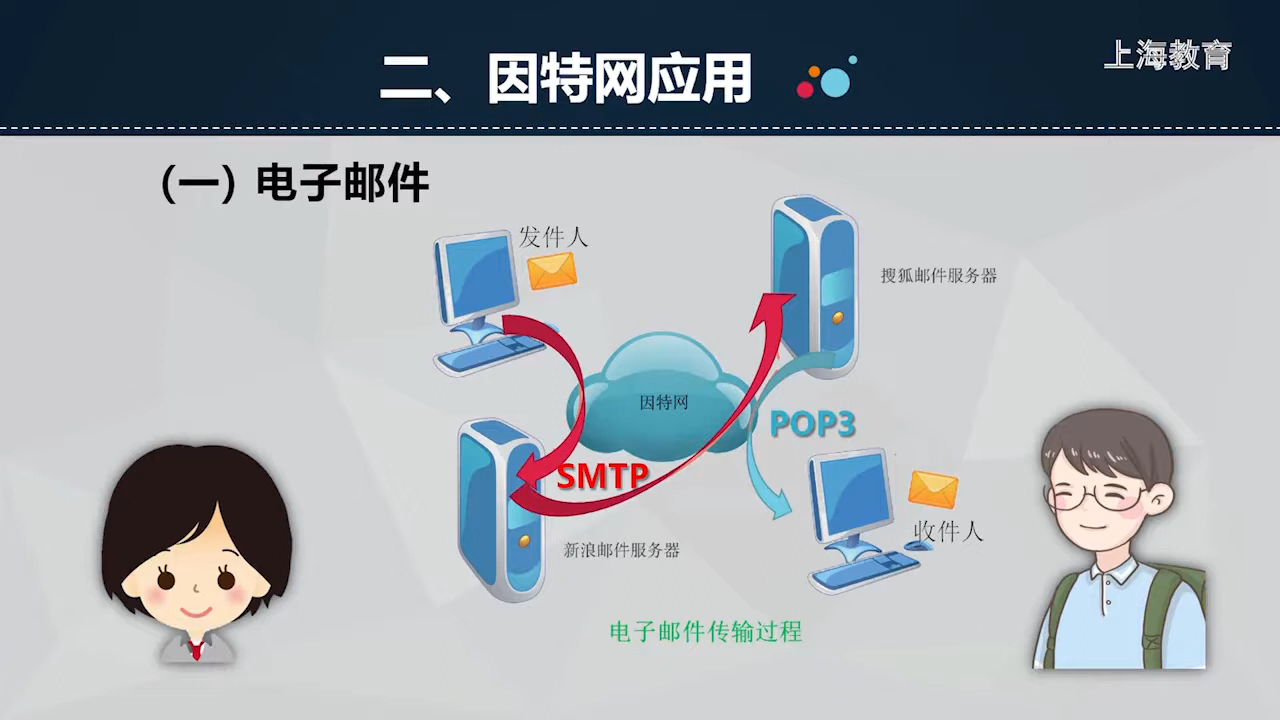 二、因特网应用
上海教育
(一) 电子邮件
发件人
搜狐邮件服务器
因特网
POP3
SMTP
收件人
新浪邮件服务器
电子邮件传输过程